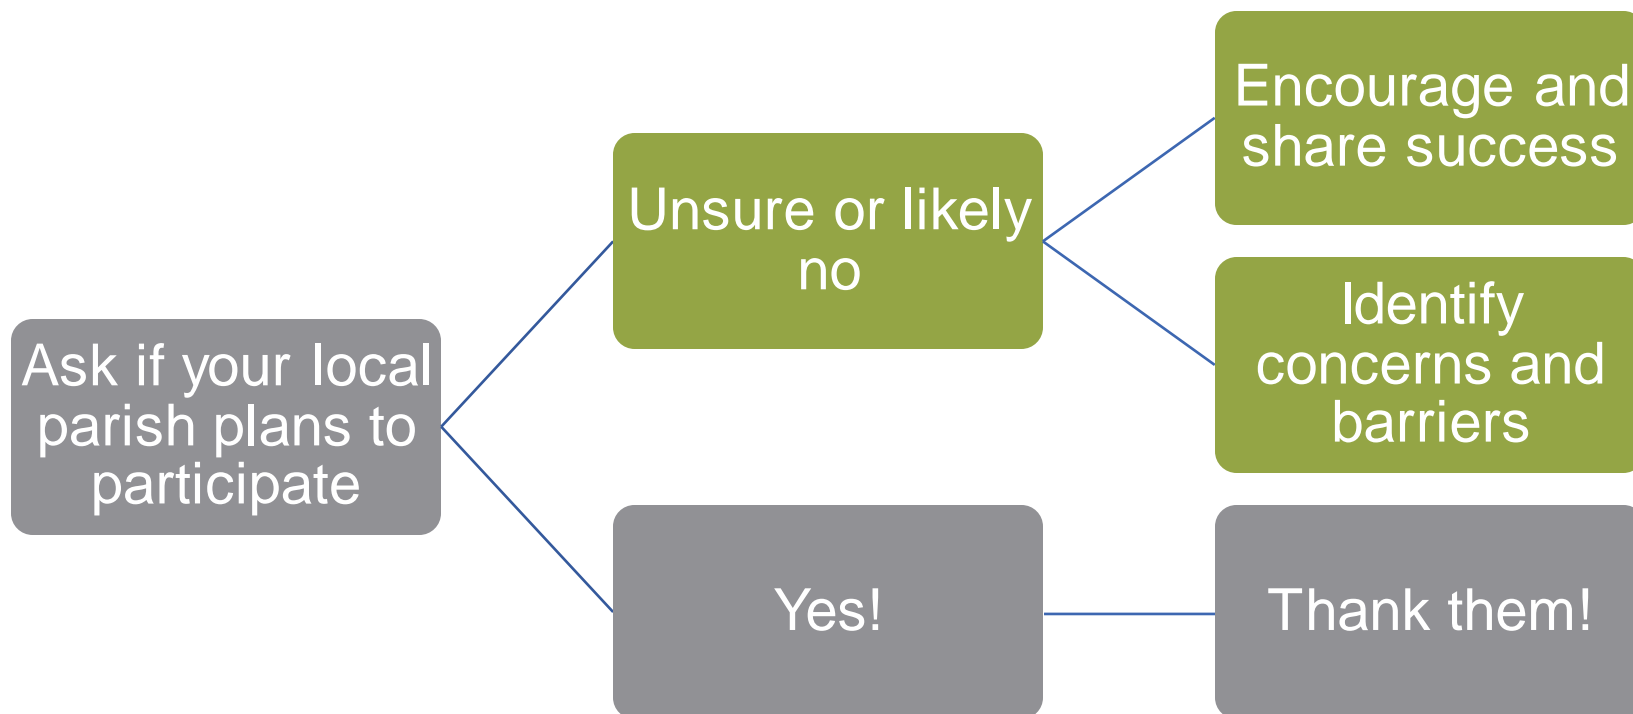 Ask if your local
parish plans to
participate
Unsure or likely
no
Encourage and
share success
Identify
concerns and
barriers
Yes!
Thank them!